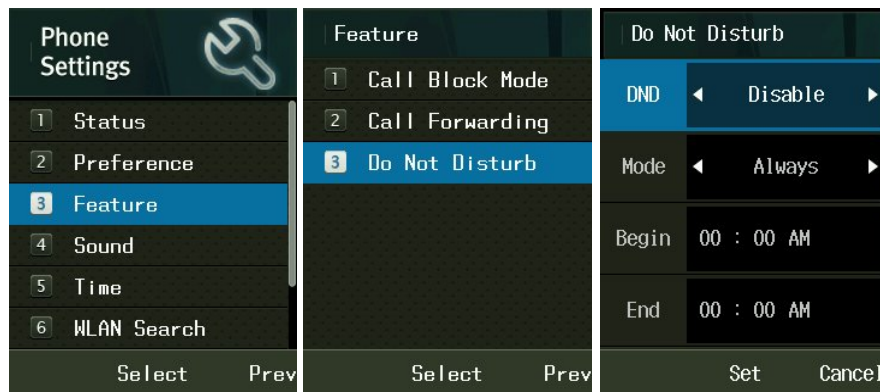 Phone
Settings
1 Status
2 Preference
3 Feature
4 Sound
5 Time
6 WLAN Search
Select Prev
Feature
1 Call Block Mode
2 Call Forwarding
3 Do Not Disturb
Select Prev
Do Not Disturb
DND Disable
Mode Always
Begin 00 : 00 AM
End 00 : 00 AM
Set Cancel